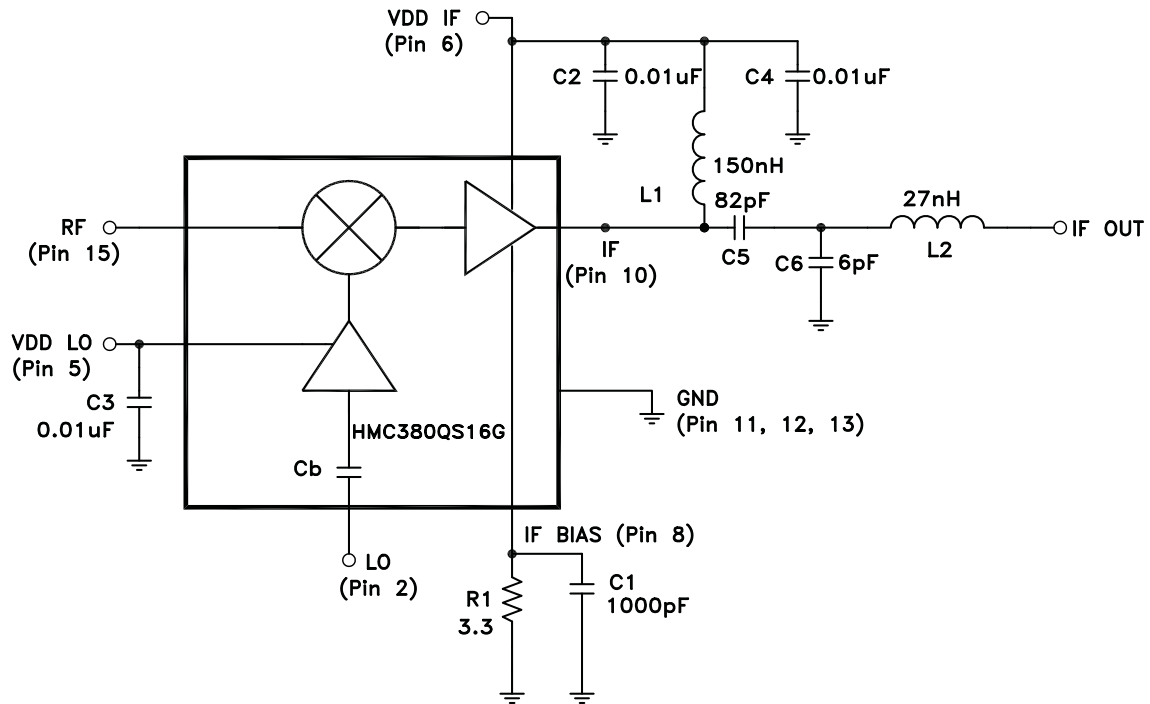 VDD IF
(Pin 6)
C2
0.01uF
C4
0.01uF
150nH
L1
82pF
27nH
RF
(Pin 15)
IF
(Pin 10)
C5
C6
6pF
L2
IF OUT
VDD LO
(Pin 5)
C3
0.01uF
GND
(Pin 11, 12, 13)
HMC380QS16G
Cb
IF BIAS (Pin 8)
LO
(Pin 2)
R1
3.3
C1
1000pF